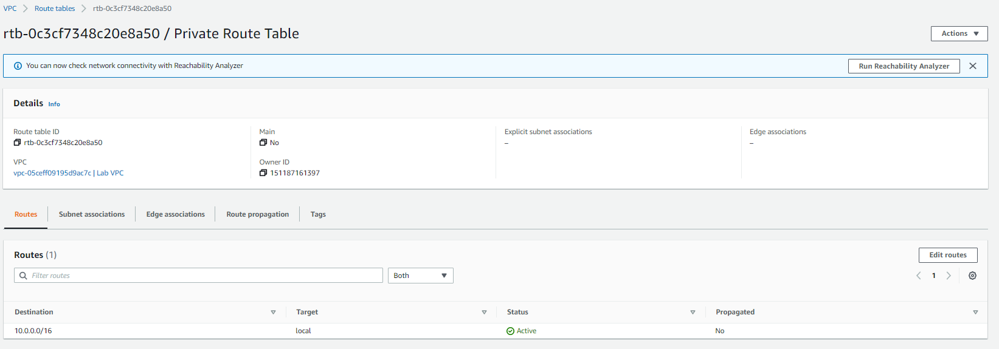 VPC > Route tables > rtb-0c3cf7348c20e8a50
rtb-0c3cf7348c20e8a50 / Private Route Table
Actions
You can now check network connectivity with Reachability Analyzer
Run Reachability Analyzer
Details Info
Route table ID
rtb-0c3cf7348c20e8a50
Main
No
Explicit subnet associations
–
Edge associations
–
VPC
vpc-05ceff09195d9ac7c | Lab VPC
Owner ID
151187161397
Routes Subnet associations Edge associations Route propagation Tags
Routes (1)
Edit routes
Filter routes
Both
1
Destination Target Status Propagated
10.0.0.0/16 local Active No